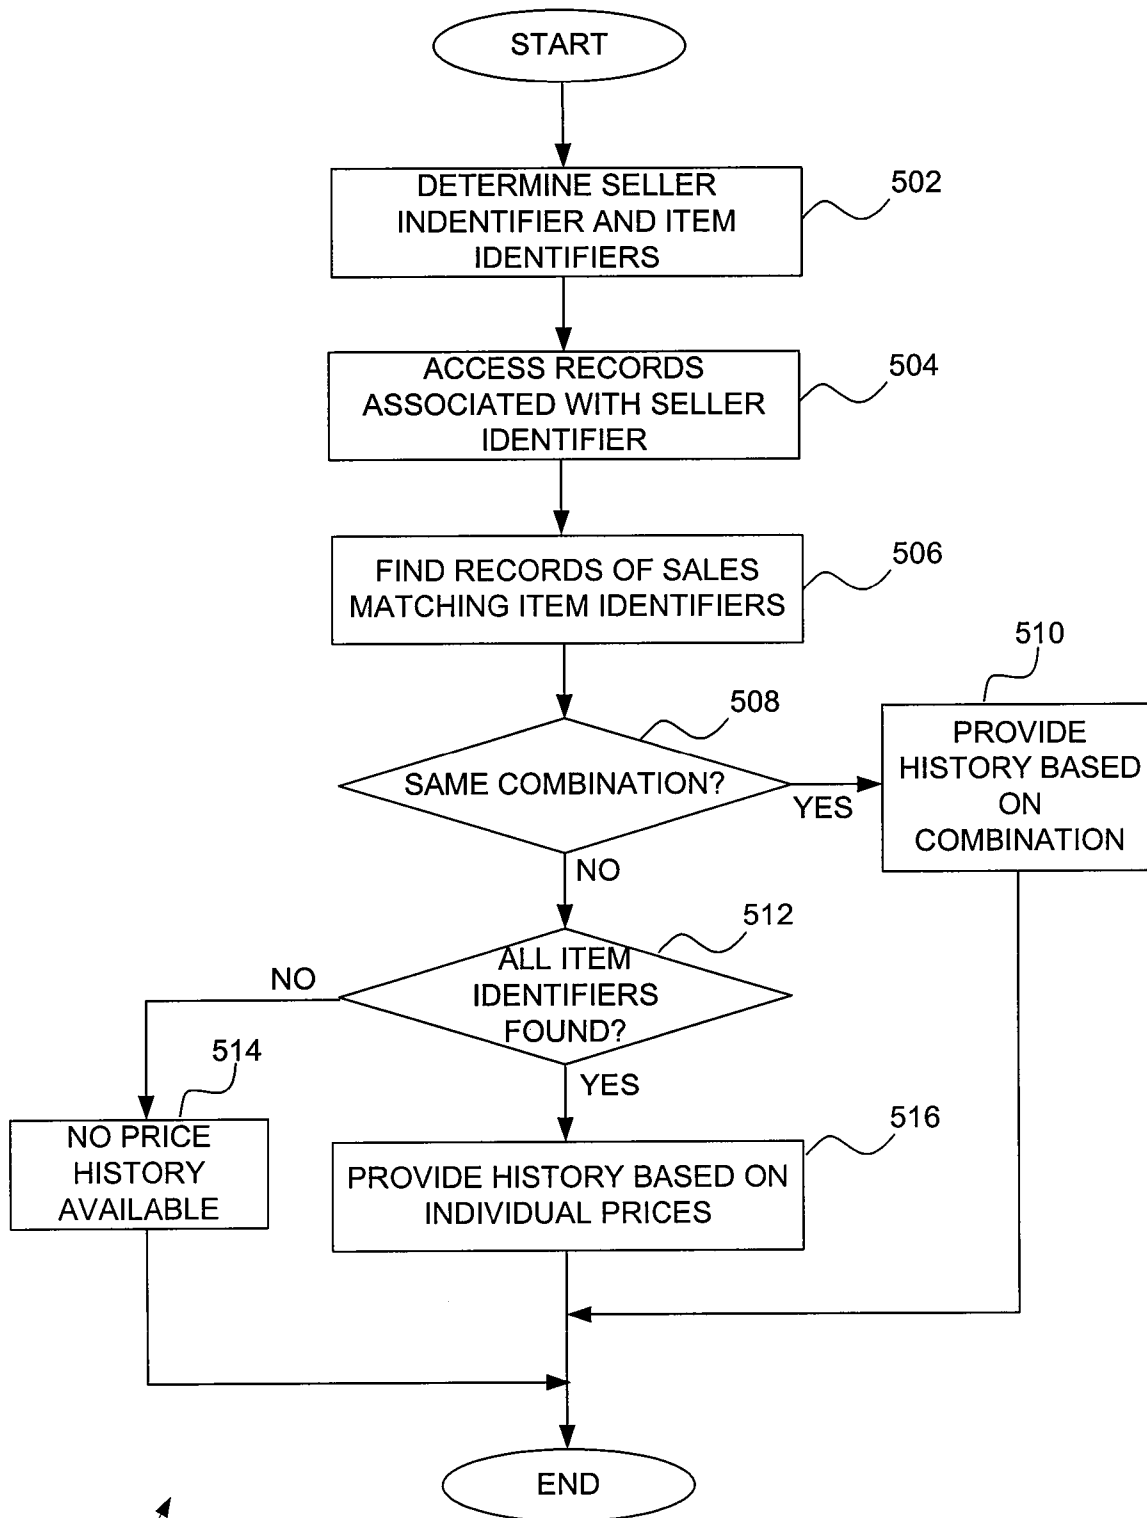 START
DETERMINE SELLER
INDENTIFIER AND ITEM
IDENTIFIERS
502
ACCESS RECORDS
ASSOCIATED WITH SELLER
IDENTIFIER
504
FIND RECORDS OF SALES
MATCHING ITEM IDENTIFIERS
506
SAME COMBINATION?
508
YES
510
PROVIDE
HISTORY BASED
ON
COMBINATION
NO
ALL ITEM
IDENTIFIERS
FOUND?
512
NO
514
NO PRICE
HISTORY
AVAILABLE
YES
PROVIDE HISTORY BASED ON
INDIVIDUAL PRICES
516
END